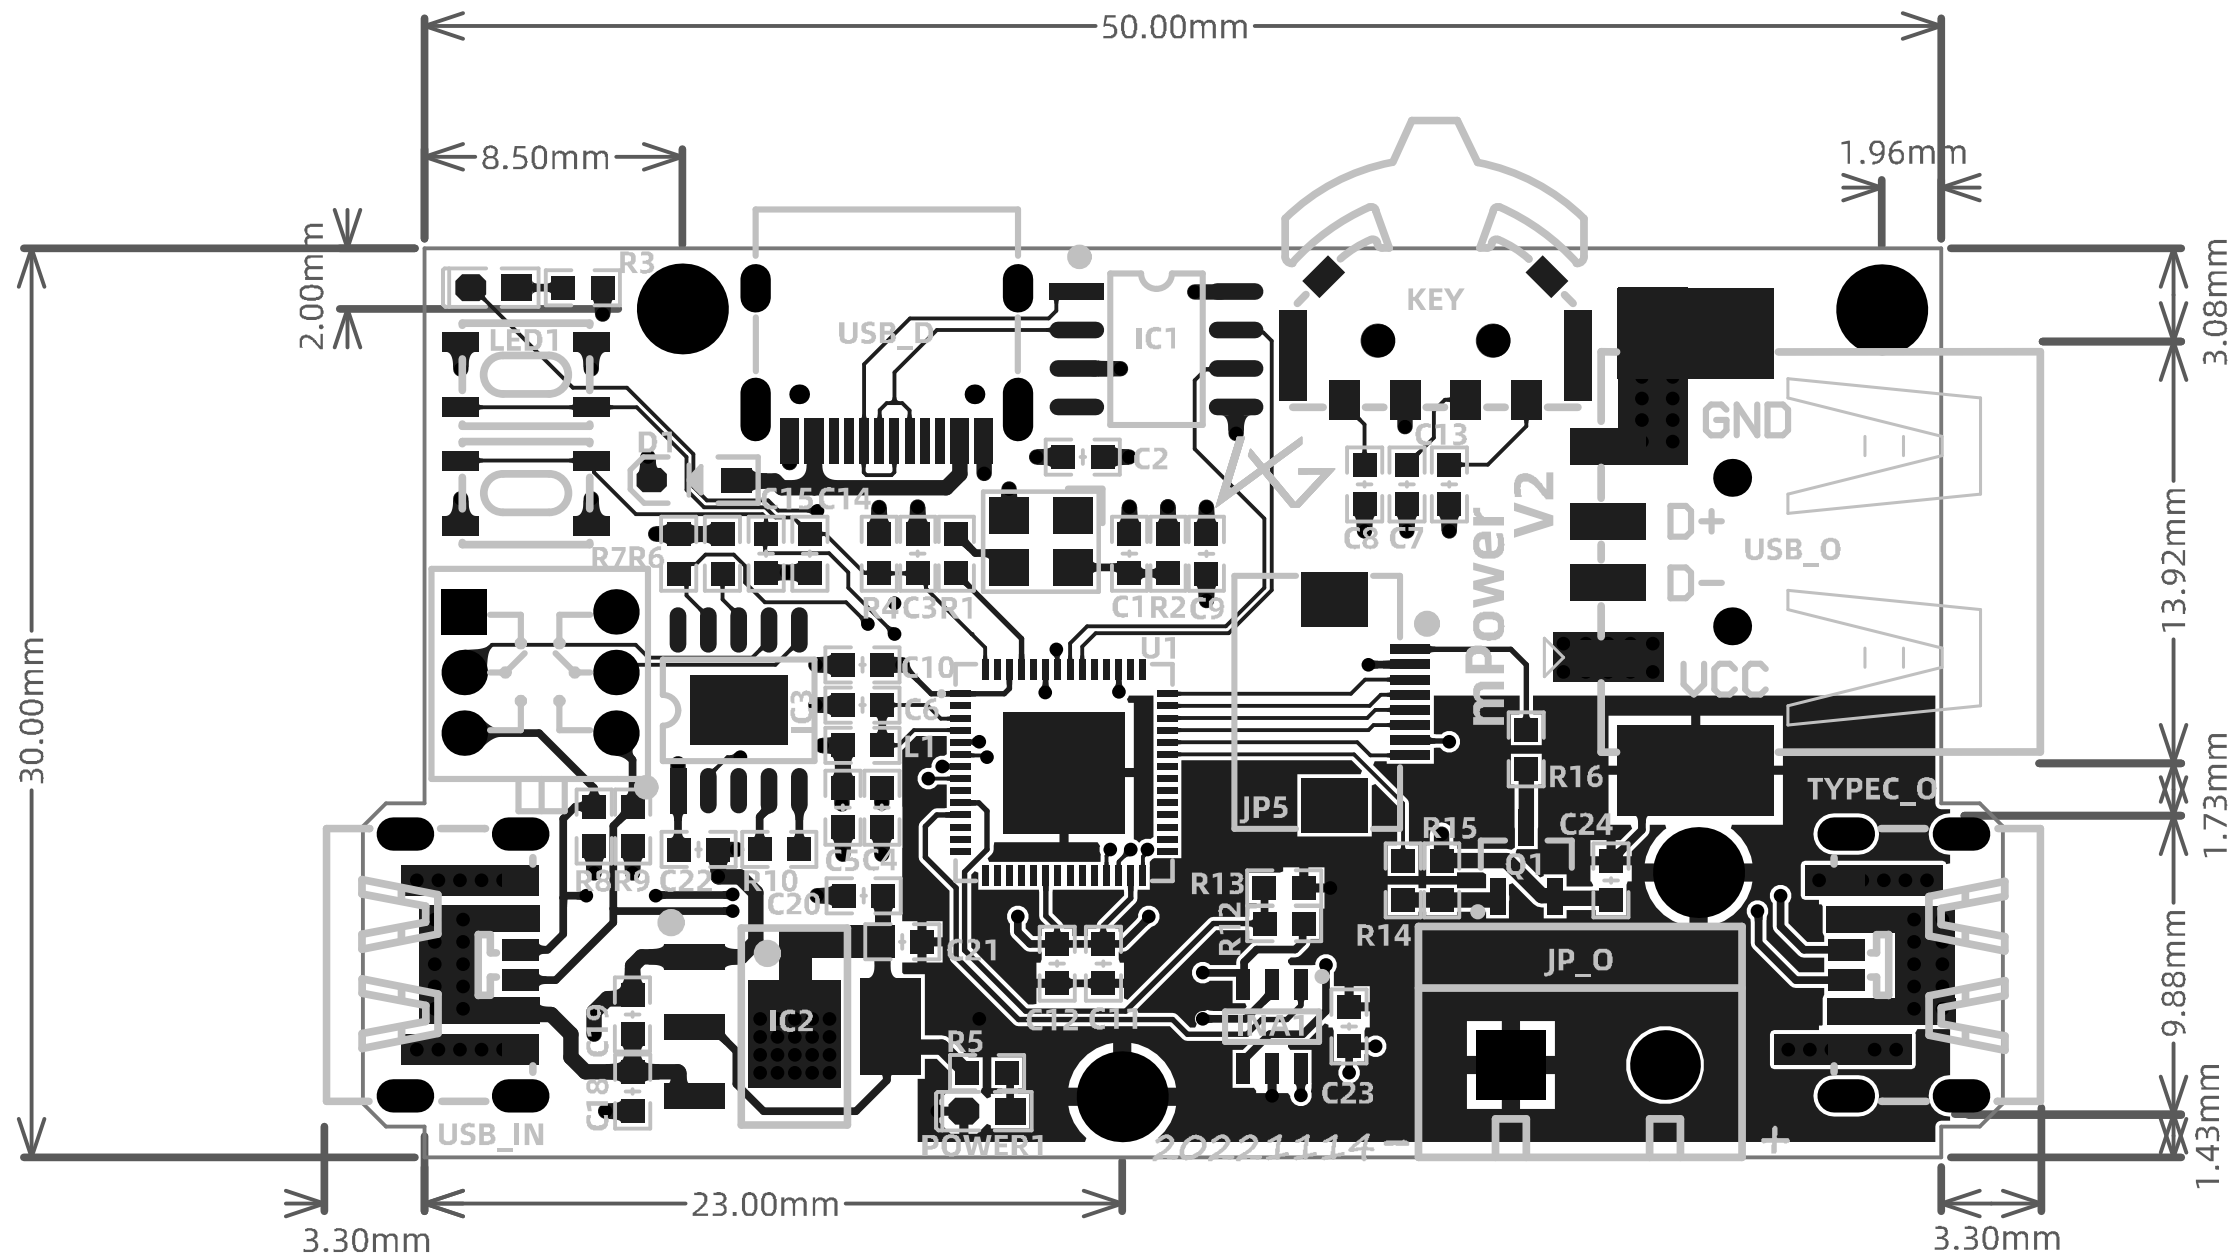 50.00mm
8.50mm
1.96mm
2.00mm
3.08mm
R3
LED1
USB_D
IC1
KEY
GND
D1
C2
C13
C15
C14
V2
D+
USB_O
13.92mm
R7
R6
C8
C7
D-
R4
C3
R1
C1
R2
C9
mPower
U1
30.00mm
C10
VCC
C6
L1
R16
JP5
TYPEC_O
1.73mm
R15
C24
Q1
C5
C4
R8
R9
C22
R10
C20
R13
R12
R14
C21
JP_O
9.88mm
C19
IC2
C12
C11
INA1
R5
C18
C23
USB_IN
POWER1
20221114
-
+
1.43mm
23.00mm
3.30mm
3.30mm